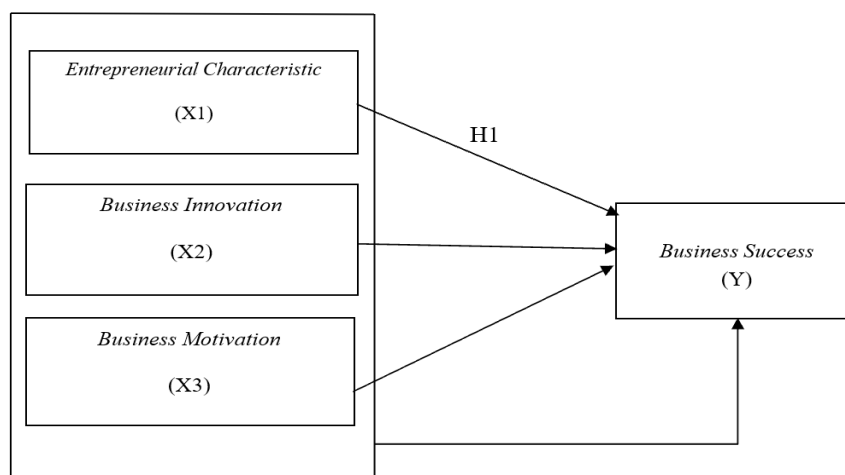 Entrepreneurial Characteristic
(X1)
H1
Business Innovation
(X2)
Business Success
(Y)
Business Motivation
(X3)